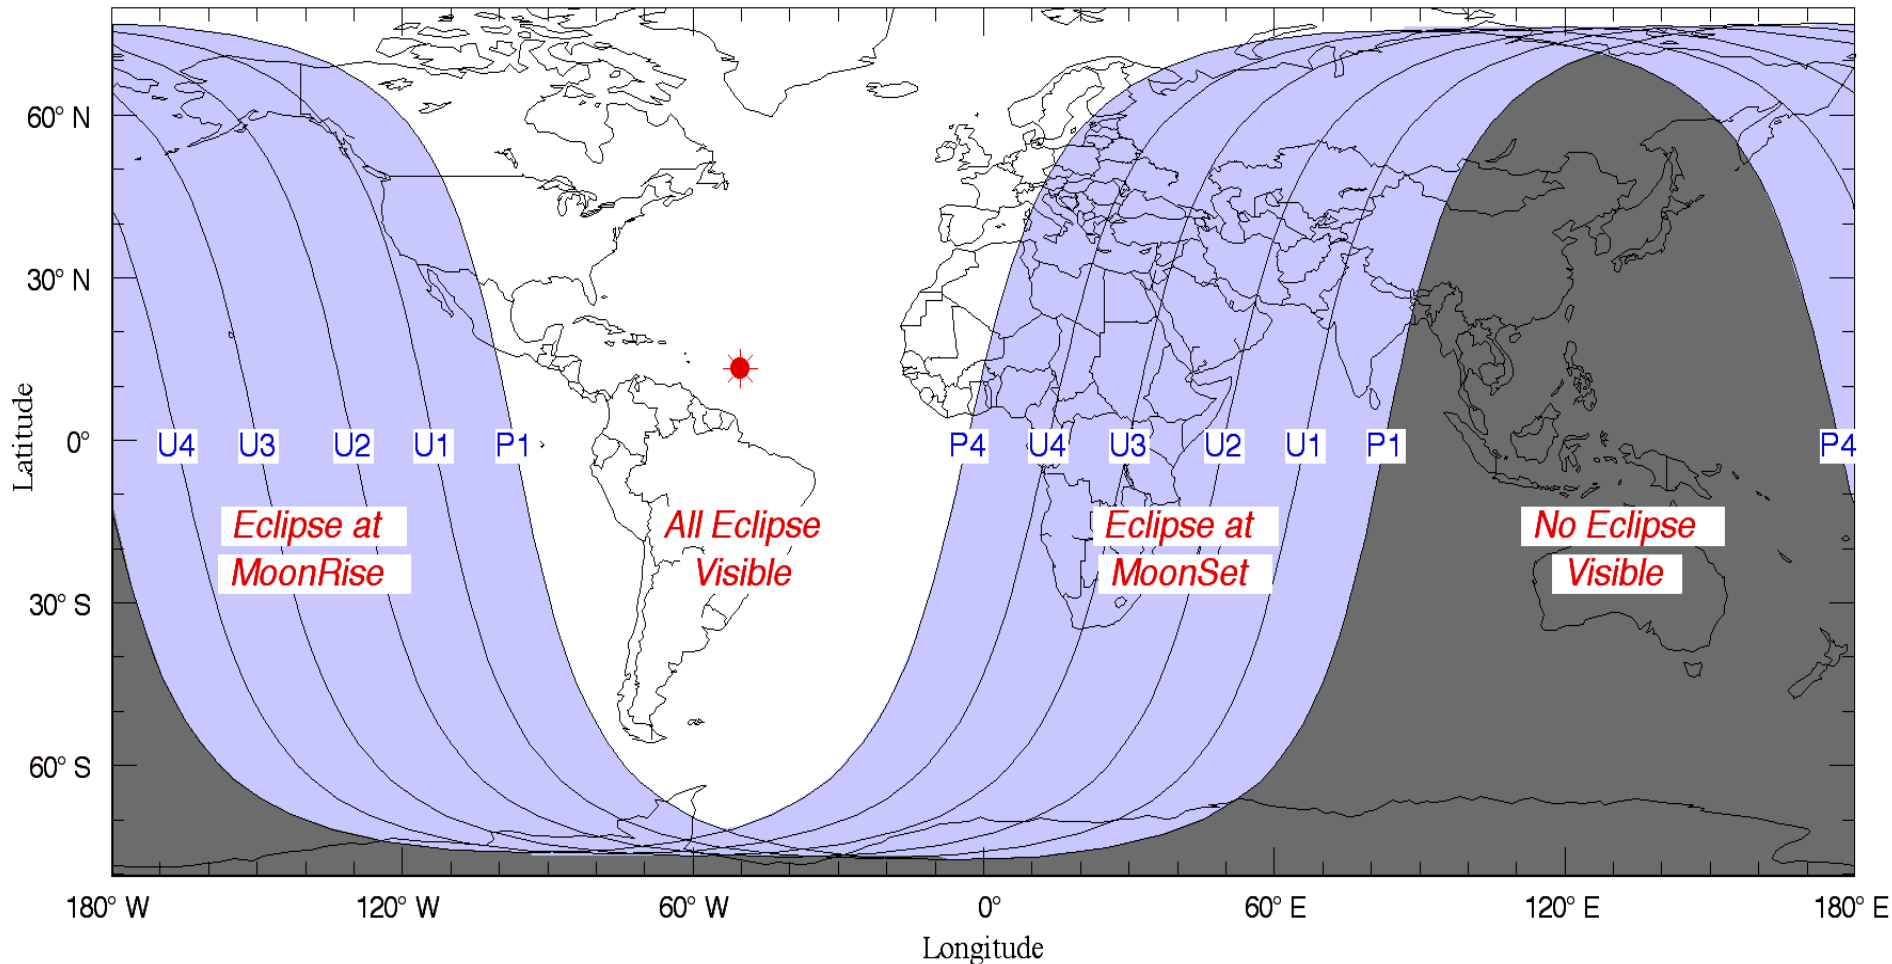 60° N
30° N
0°
30° S
60° S
Latitude
U4 U3 U2 U1 P1 P4 U4 U3 U2 U1 P1 P4
Eclipse at
MoonRise
All Eclipse
Visible
Eclipse at
MoonSet
No Eclipse
Visible
180° W 120° W 60° W 0° 60° E 120° E 180° E
Longitude